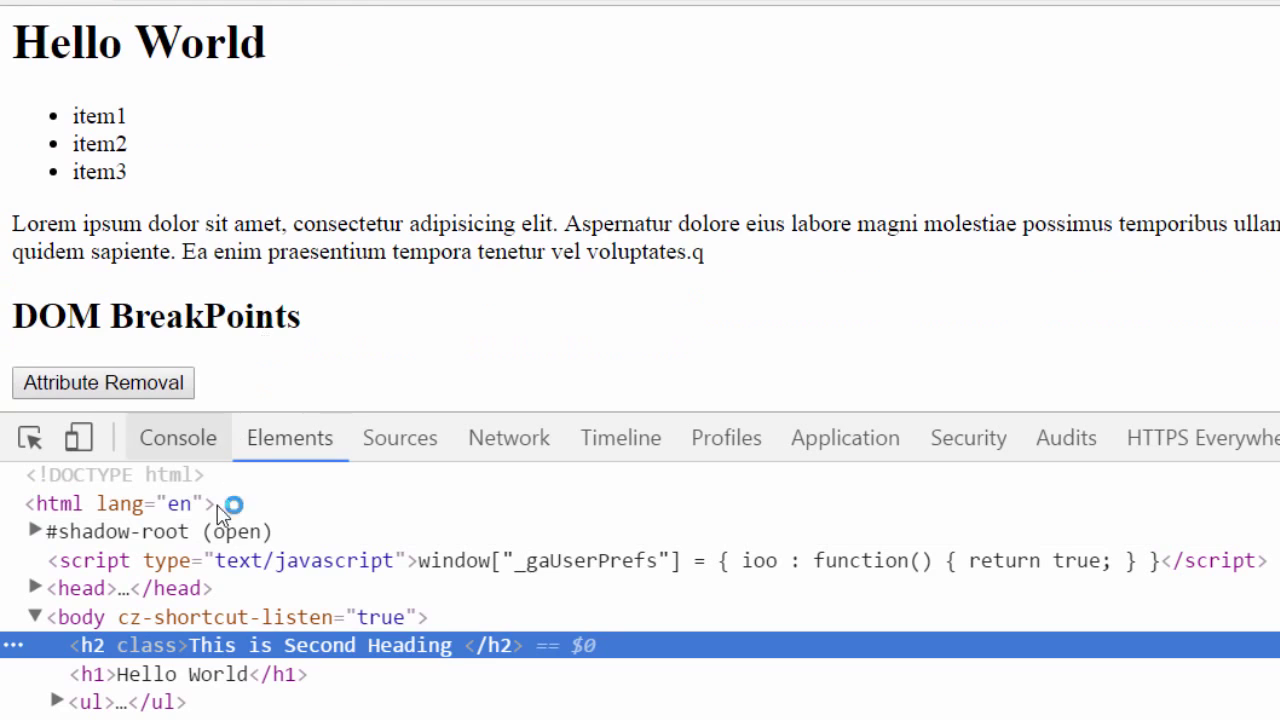 Hello World
item1
item2
item3
Lorem ipsum dolor sit amet, consectetur adipisicing elit. Aspernatur dolore eius labore magni molestiae possimus temporibus ullan
quidem sapiente. Ea enim praesentium tempora tenetur vel voluptates.q
DOM BreakPoints
Attribute Removal
Console Elements Sources Network Timeline Profiles Application Security Audits HTTPS Everywhe
<!DOCTYPE html>
<html lang="en">
#shadow-root (open)
<script type="text/javascript">window["_gaUserPrefs"] = { ioo : function() { return true; } }</script>
<head>…</head>
<body cz-shortcut-listen="true">
<h2 class>This is Second Heading </h2> == $0
<h1>Hello World</h1>
<ul>…</ul>